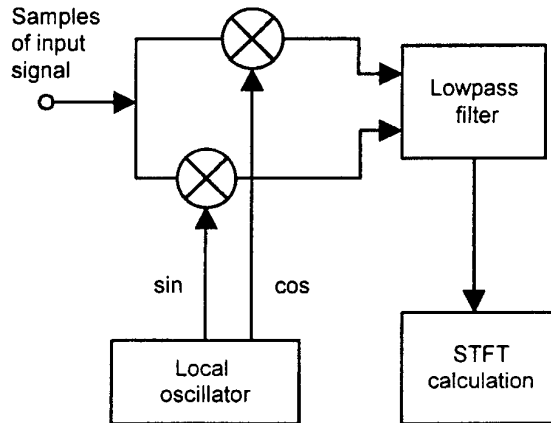 Samples
of input
signal
Lowpass
filter
sin
cos
Local
oscillator
STFT
calculation